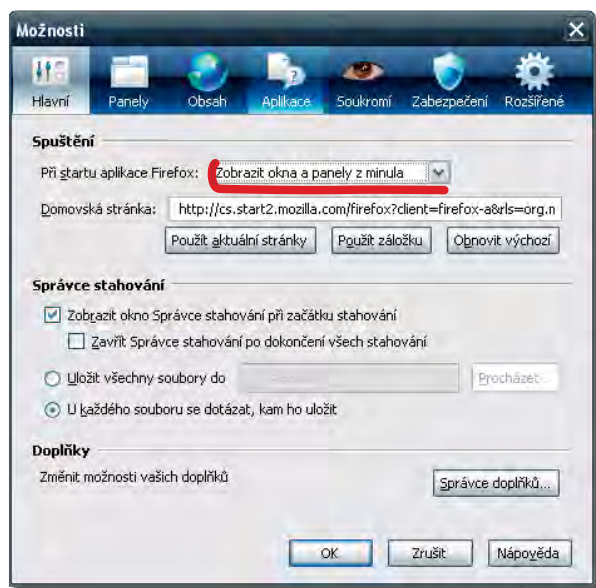 Možnosti
Hlavní Panely Obsah Aplikace Soukromí Zabezpečení Rozšířené
Spuštění
Při startu aplikace Firefox: Zobrazit okna a panely z minula
Domovská stránka: http://cs.start2.mozilla.com/firefox?client=firefox-a&rls=org.n
Použít aktuální stránky Použít záložku Obnovit výchozí
Správce stahování
Zobrazit okno Správce stahování při začátku stahování
Zavřít Správce stahování po dokončení všech stahování
Uložit všechny soubory do Procházet...
U každého souboru se dotázat, kam ho uložit
Doplňky
Změnit možnosti vašich doplňků Správce doplňků...
OK Zrušit Nápověda